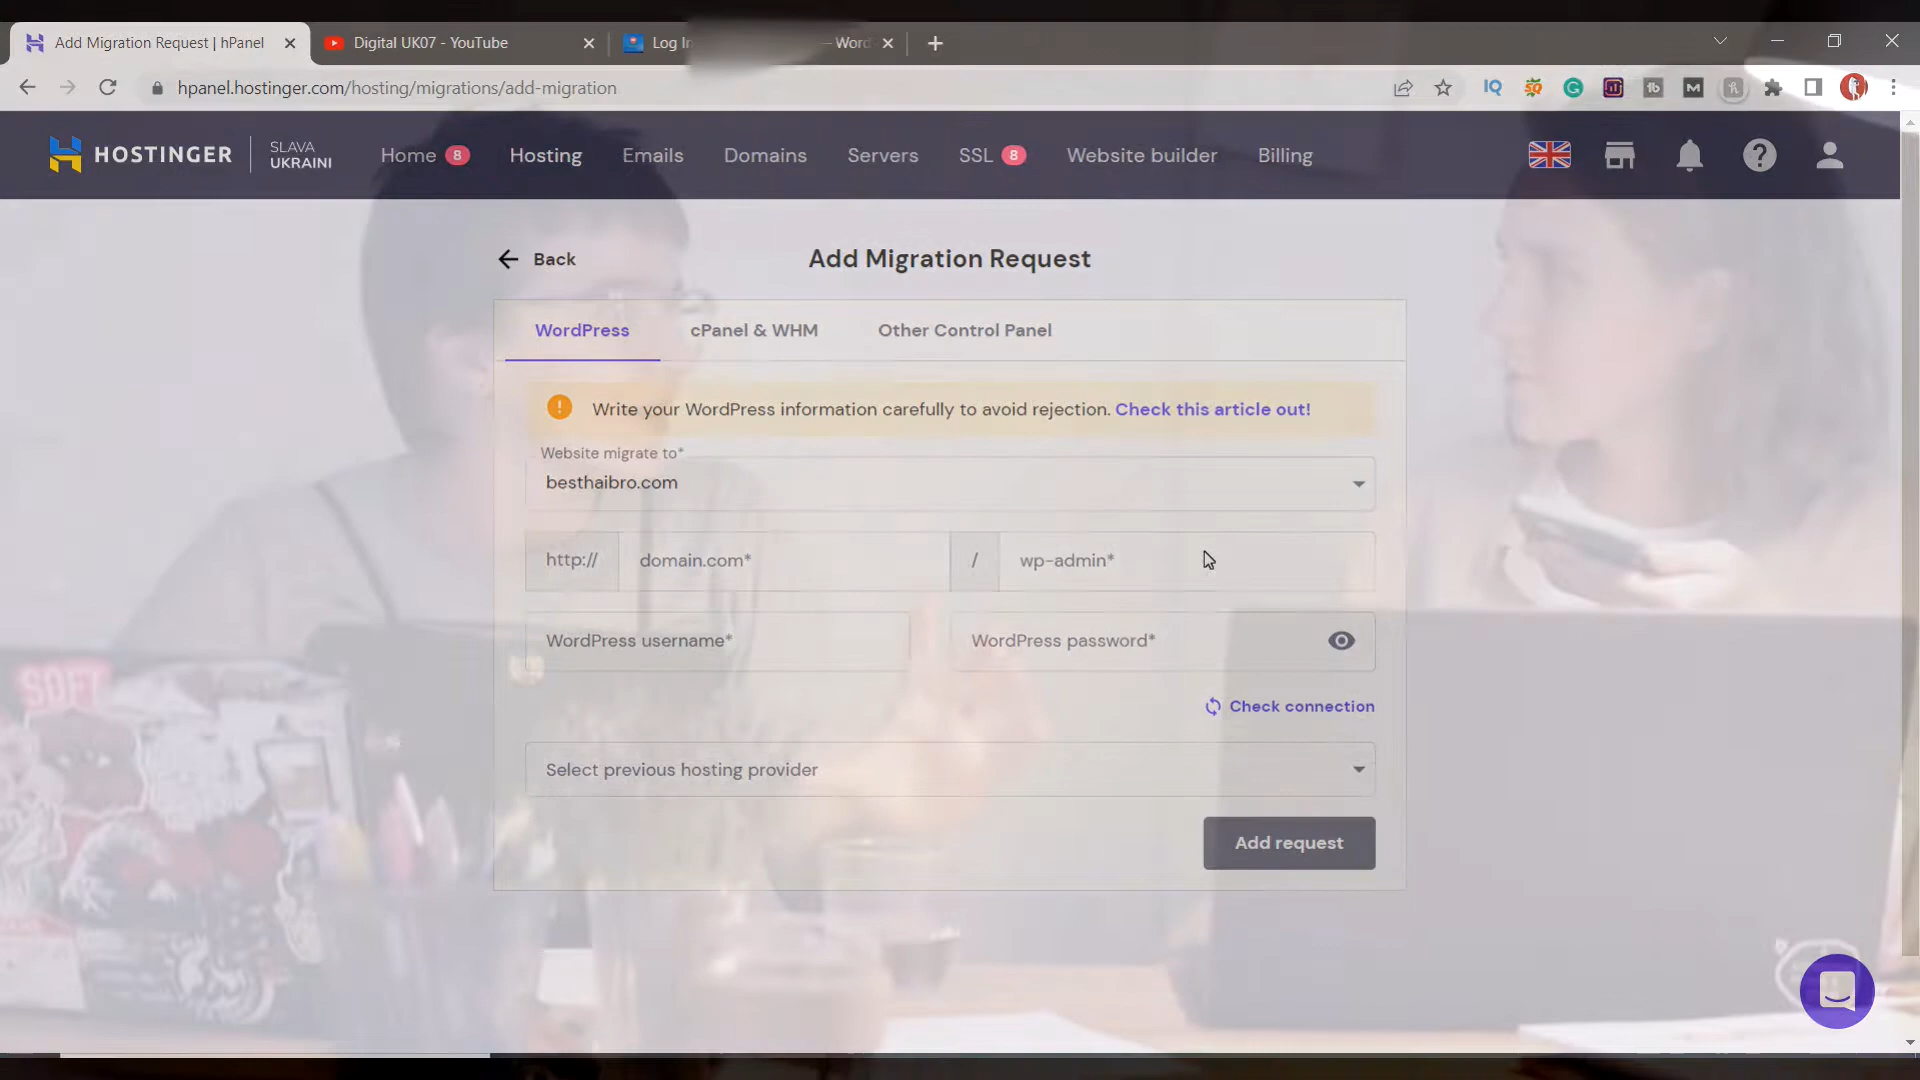 Add Migration Request | hPanel
Digital UK07 - YouTube
Log In
Word
hpanel.hostinger.com/hosting/migrations/add-migration
HOSTINGER
SLAVA
UKRAINI
Home 8
Hosting
Emails
Domains
Servers
SSL 8
Website builder
Billing
Back
Add Migration Request
WordPress
cPanel & WHM
Other Control Panel
Write your WordPress information carefully to avoid rejection. Check this article out!
Website migrate to*
besthaibro.com
http://
domain.com*
/
wp-admin*
WordPress username*
WordPress password*
Check connection
Select previous hosting provider
Add request
SOFT